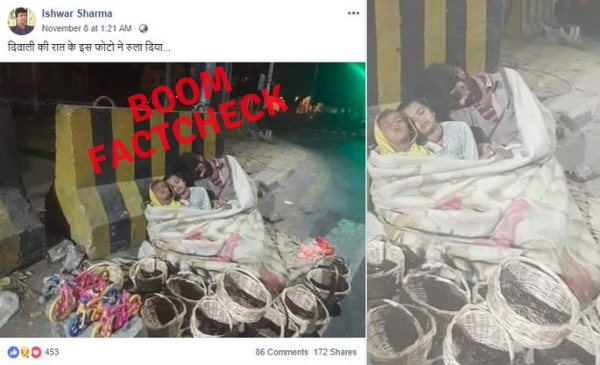 Ishwar Sharma
November 8 at 1:21 AM ·
दिवाली की रात के इस फोटो ने रुला दिया...
BOOM
FACTCHECK
453
86 Comments 172 Shares